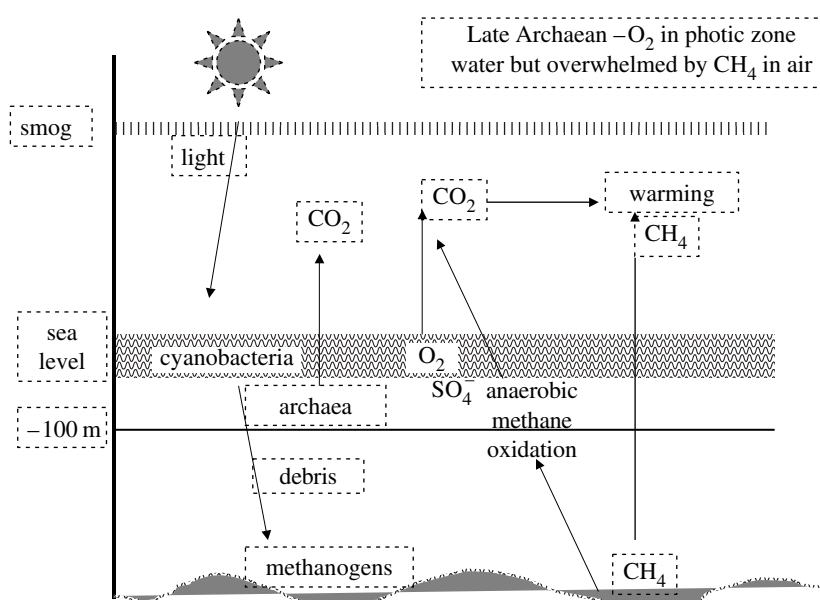 Late Archaean –O₂ in photic zone
water but overwhelmed by CH₄ in air
smog
light
CO₂
CO₂
warming
CH₄
sea
level
cyanobacteria
O₂
SO₄⁻
anaerobic
methane
oxidation
archaea
–100 m
debris
methanogens
CH₄